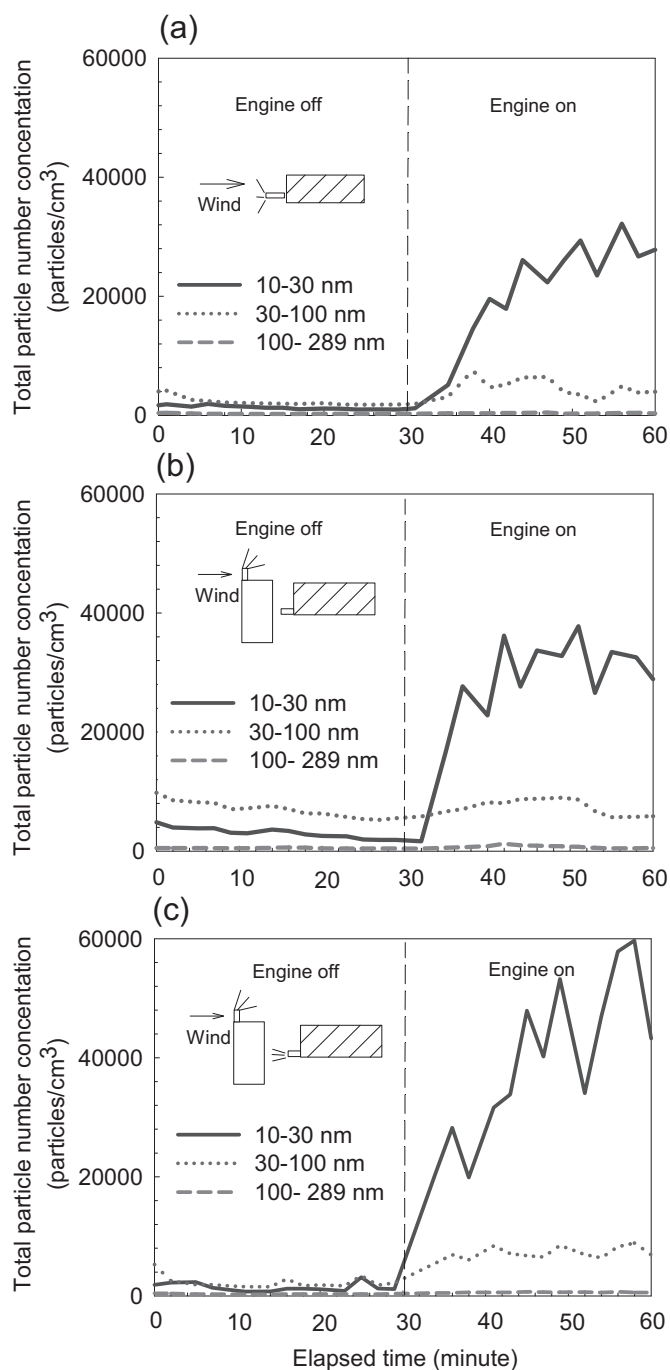 (a)
Total particle number concentration
(particles/cm³)
60000
40000
20000
0
Engine off
Engine on
Wind
10-30 nm
30-100 nm
100- 289 nm
0 10 20 30 40 50 60
(b)
Total particle number concentration
(particles/cm³)
60000
40000
20000
0
Engine off
Engine on
Wind
10-30 nm
30-100 nm
100- 289 nm
0 10 20 30 40 50 60
(c)
Total particle number concentration
(particles/cm³)
60000
40000
20000
0
Engine off
Engine on
Wind
10-30 nm
30-100 nm
100- 289 nm
0 10 20 30 40 50 60
Elapsed time (minute)